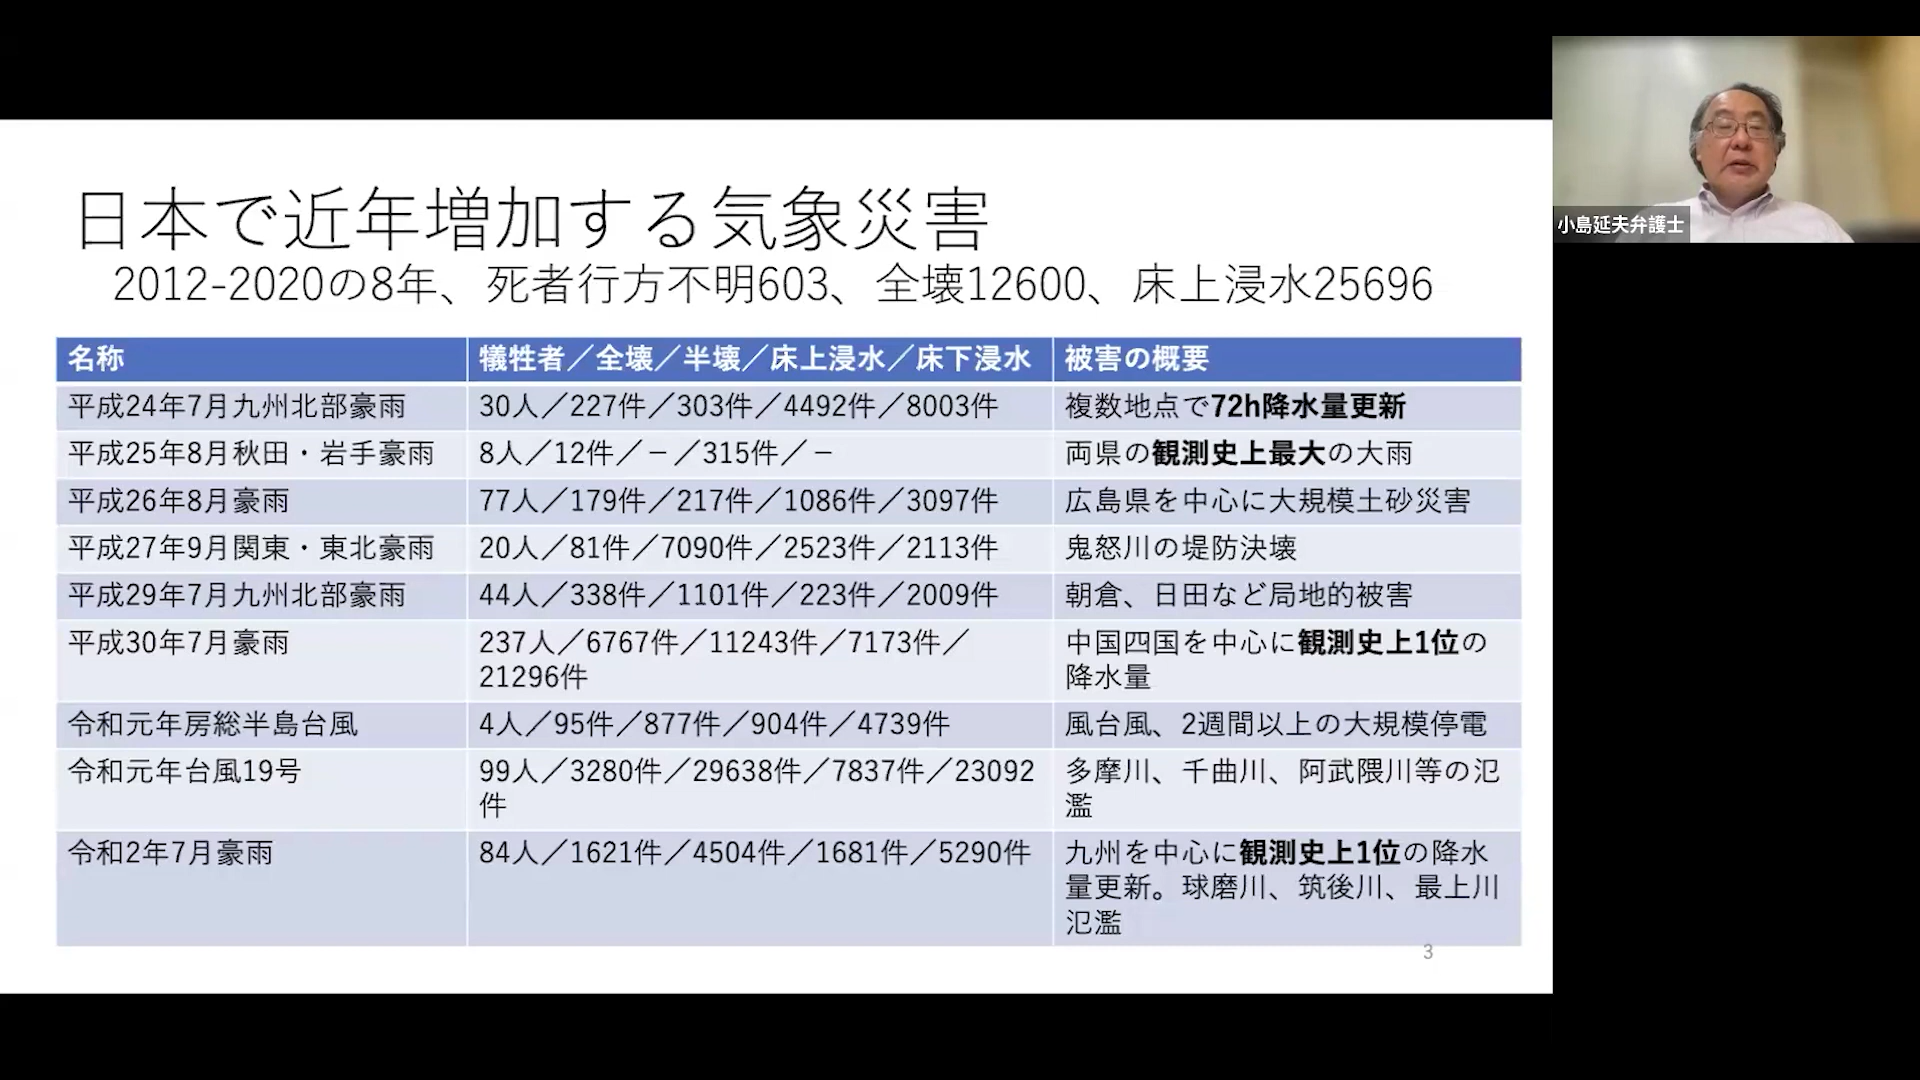 日本で近年増加する気象災害
2012-2020の8年、死者行方不明603、全壊12600、床上浸水25696
名称
犠牲者／全壊／半壊／床上浸水／床下浸水
被害の概要
平成24年7月九州北部豪雨
30人／227件／303件／4492件／8003件
複数地点で72h降水量更新
平成25年8月秋田・岩手豪雨
8人／12件／－／315件／－
両県の観測史上最大の大雨
平成26年8月豪雨
77人／179件／217件／1086件／3097件
広島県を中心に大規模土砂災害
平成27年9月関東・東北豪雨
20人／81件／7090件／2523件／2113件
鬼怒川の堤防決壊
平成29年7月九州北部豪雨
44人／338件／1101件／223件／2009件
朝倉、日田など局地的被害
平成30年7月豪雨
237人／6767件／11243件／7173件／
21296件
中国四国を中心に観測史上1位の
降水量
令和元年房総半島台風
4人／95件／877件／904件／4739件
風台風、2週間以上の大規模停電
令和元年台風19号
99人／3280件／29638件／7837件／23092
件
多摩川、千曲川、阿武隈川等の氾
濫
令和2年7月豪雨
84人／1621件／4504件／1681件／5290件
九州を中心に観測史上1位の降水
量更新。球磨川、筑後川、最上川
氾濫
3
小島延夫弁護士